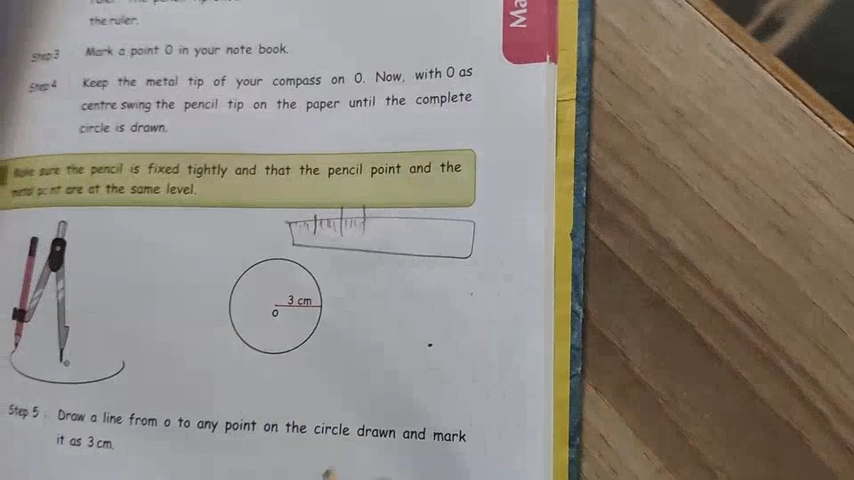 the ruler.
Step 3 Mark a point O in your note book.
Step 4 Keep the metal tip of your compass on O. Now, with O as
centre swing the pencil tip on the paper until the complete
circle is drawn.
Make sure the pencil is fixed tightly and that the pencil point and the
metal point are at the same level.
3 cm
O
Step 5 : Draw a line from o to any point on the circle drawn and mark
it as 3 cm.
Ma